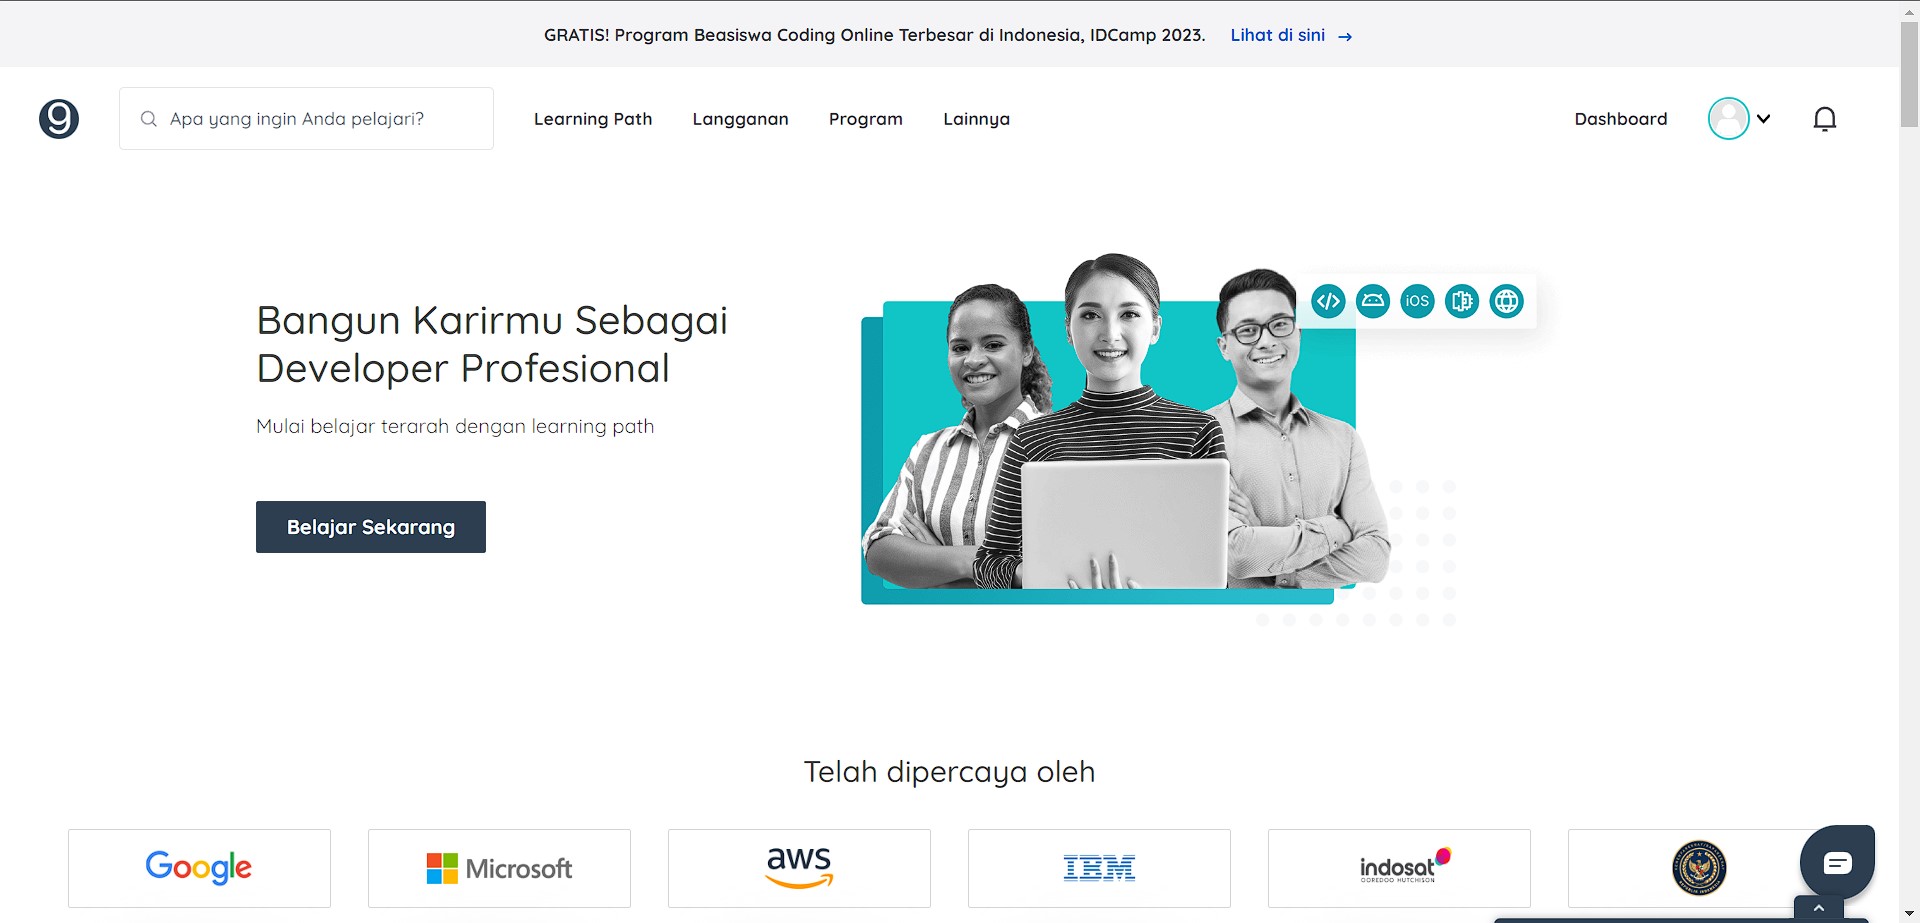 GRATIS! Program Beasiswa Coding Online Terbesar di Indonesia, IDCamp 2023. Lihat di sini →
Apa yang ingin Anda pelajari?
Learning Path
Langganan
Program
Lainnya
Dashboard
iOS
Bangun Karirmu Sebagai
Developer Profesional
Mulai belajar terarah dengan learning path
Belajar Sekarang
Telah dipercaya oleh
Google
Microsoft
aws
IBM
indosat
OOREDOO HUTCHISON